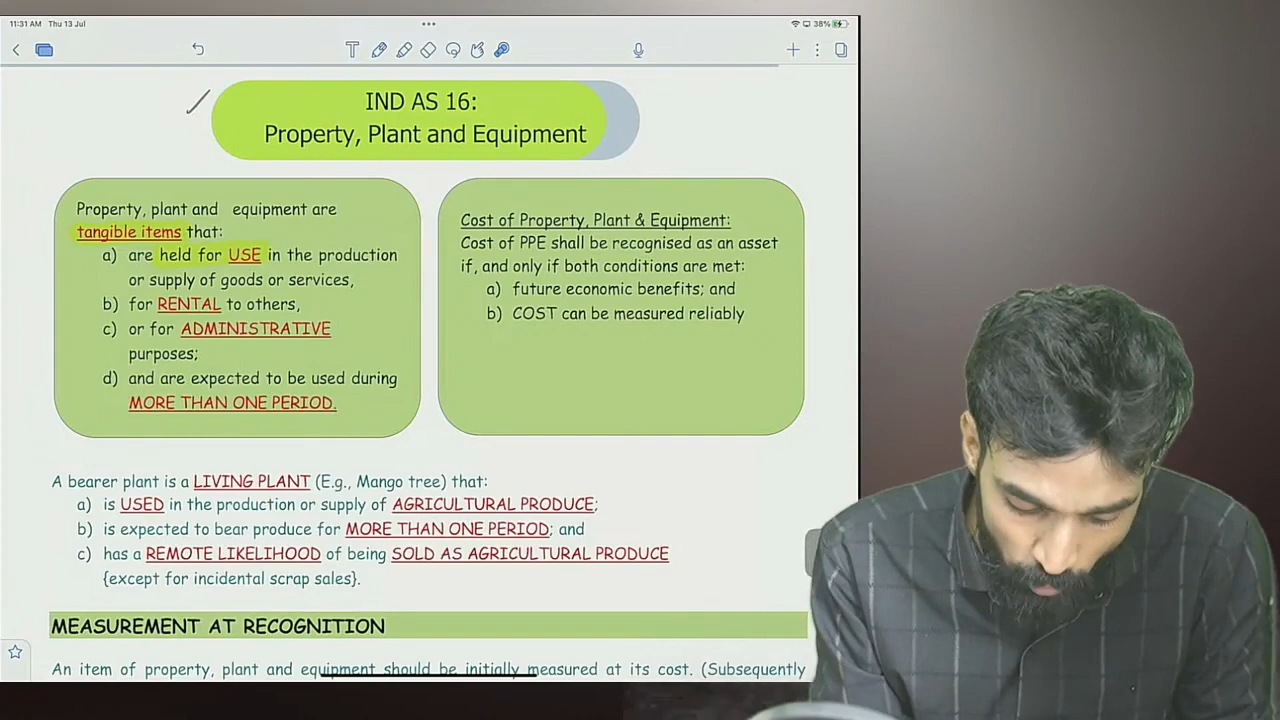 11:31 AM Thu 13 Jul
38%
IND AS 16:
Property, Plant and Equipment
Property, plant and equipment are
tangible items that:
a) are held for USE in the production
or supply of goods or services,
b) for RENTAL to others,
c) or for ADMINISTRATIVE
purposes;
d) and are expected to be used during
MORE THAN ONE PERIOD.
Cost of Property, Plant & Equipment:
Cost of PPE shall be recognised as an asset
if, and only if both conditions are met:
a) future economic benefits; and
b) COST can be measured reliably
A bearer plant is a LIVING PLANT (E.g., Mango tree) that:
a) is USED in the production or supply of AGRICULTURAL PRODUCE;
b) is expected to bear produce for MORE THAN ONE PERIOD; and
c) has a REMOTE LIKELIHOOD of being SOLD AS AGRICULTURAL PRODUCE
{except for incidental scrap sales}.
MEASUREMENT AT RECOGNITION
An item of property, plant and equipment should be initially measured at its cost. (Subsequently